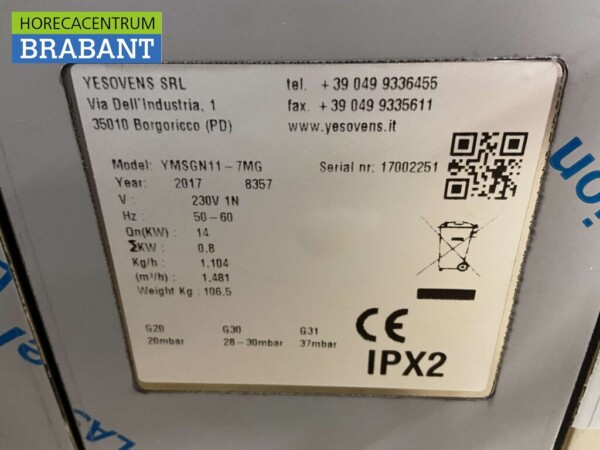 HORECACENTRUM
BRABANT
YESOVENS SRL
Via Dell'Industria, 1
35010 Borgoricco (PD)
tel. +39 049 9336455
fax. +39 049 9335611
www.yesovens.it
Model: YMSGN11-7MG
Serial nr: 17002251
Year: 2017 8357
V : 230V 1N
Hz : 50-60
Qn(KW) : 14
ΣKW : 0,8
Kg/h : 1,104
(m³/h) : 1,481
Weight Kg : 106,5
G20 G30 G31
20mbar 28-30mbar 37mbar
CE
IPX2